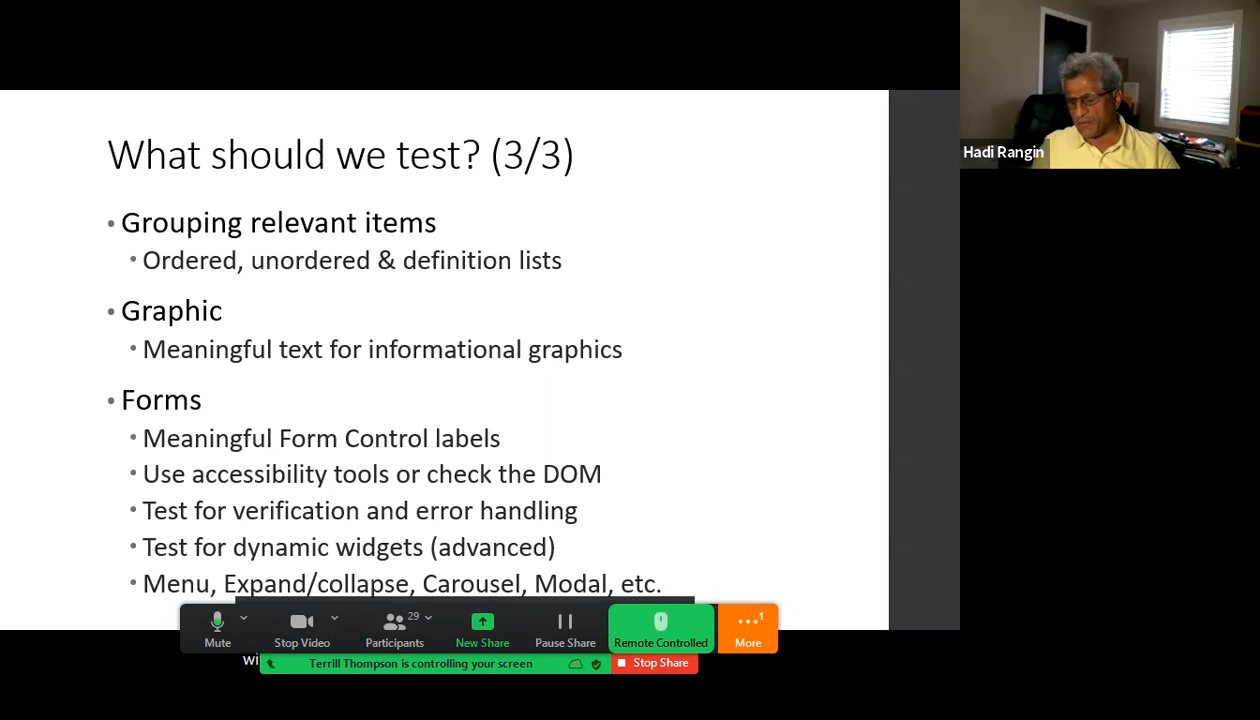 What should we test? (3/3)
• Grouping relevant items
• Ordered, unordered & definition lists
• Graphic
• Meaningful text for informational graphics
• Forms
• Meaningful Form Control labels
• Use accessibility tools or check the DOM
• Test for verification and error handling
• Test for dynamic widgets (advanced)
• Menu, Expand/collapse, Carousel, Modal, etc.
Hadi Rangin
29
1
Mute
Stop Video
Participants
New Share
Pause Share
Remote Controlled
More
wi
Terrill Thompson is controlling your screen
Stop Share